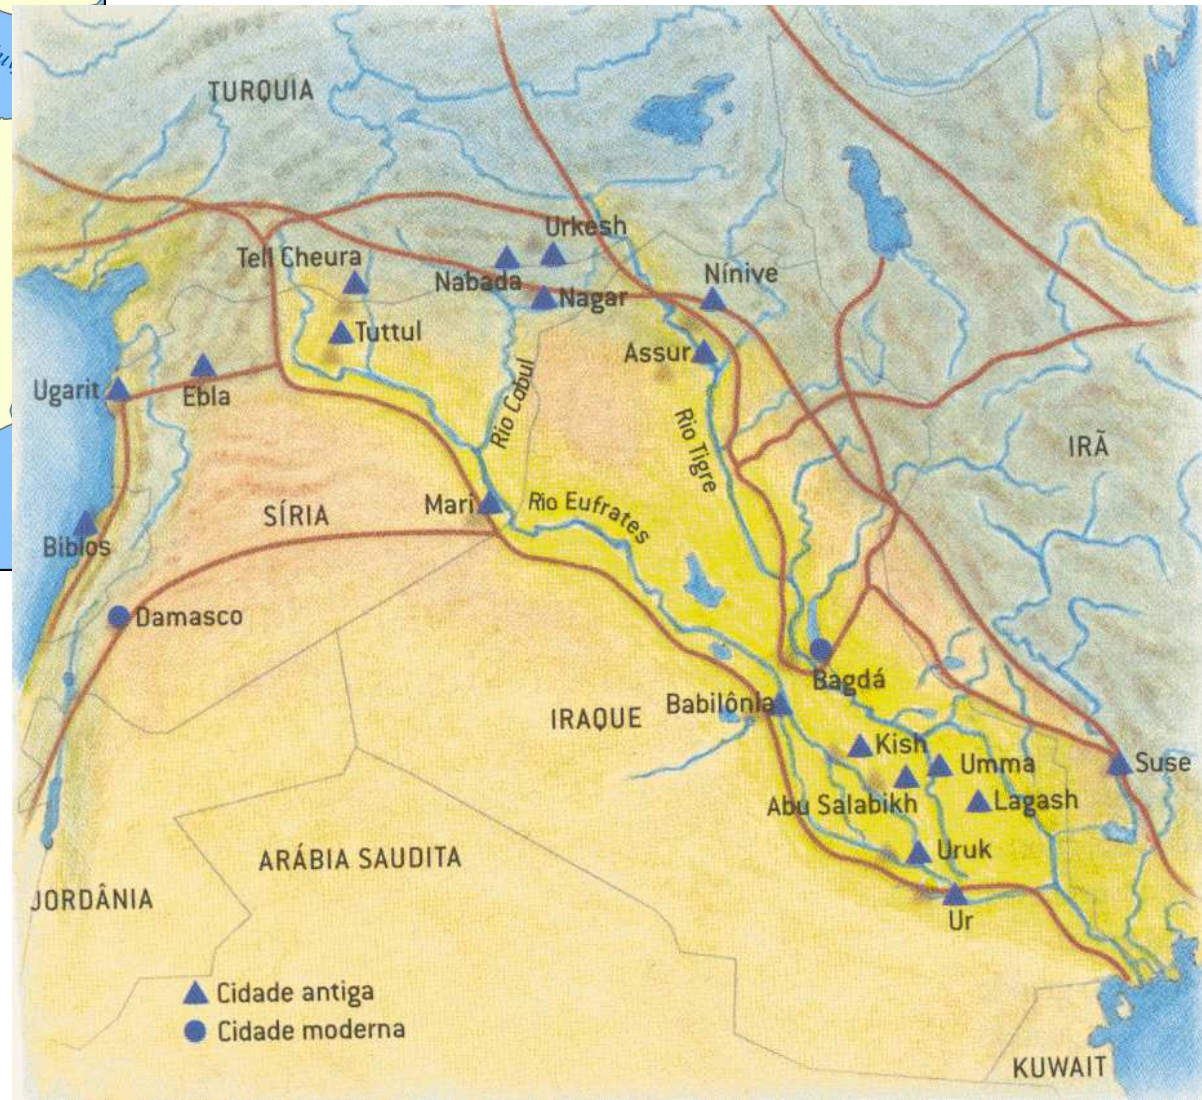 TURQUIA
Urkesh
Tell Cheura
Nabada
Nagar
Nínive
Tuttul
Assur
Ugarit
Ebla
Rio Cabul
Rio Tigre
IRÃ
Mari
Rio Eufrates
SÍRIA
Biblos
Damasco
Bagdá
Babilônia
IRAQUE
Kish
Umma
Suse
Abu Salabikh
Lagash
Uruk
ARÁBIA SAUDITA
JORDÂNIA
Ur
Cidade antiga
Cidade moderna
KUWAIT